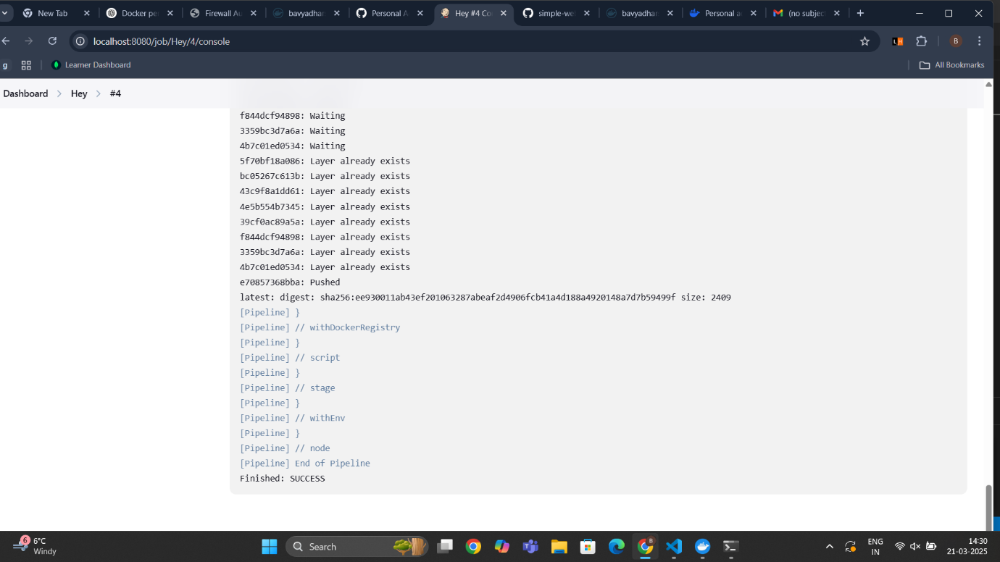 New Tab
Docker pe
Firewall Au
bavyadhar
Personal A
Hey #4 Co
simple-we
bavyadhar
Personal a
(no subjec
localhost:8080/job/Hey/4/console
B
g
Learner Dashboard
All Bookmarks
Dashboard Hey #4
f844dcf94898: Waiting
3359bc3d7a6a: Waiting
4b7c01ed0534: Waiting
5f70bf18a086: Layer already exists
bc05267c613b: Layer already exists
43c9f8a1dd61: Layer already exists
4e5b554b7345: Layer already exists
39cf0ac89a5a: Layer already exists
f844dcf94898: Layer already exists
3359bc3d7a6a: Layer already exists
4b7c01ed0534: Layer already exists
e70857368bba: Pushed
latest: digest: sha256:ee930011ab43ef201063287abeaf2d4906fcb41a4d188a4920148a7d7b59499f size: 2409
[Pipeline] }
[Pipeline] // withDockerRegistry
[Pipeline] }
[Pipeline] // script
[Pipeline] }
[Pipeline] // stage
[Pipeline] }
[Pipeline] // withEnv
[Pipeline] }
[Pipeline] // node
[Pipeline] End of Pipeline
Finished: SUCCESS
6
6°C
Windy
Search
ENG
IN
14:30
21-03-2025